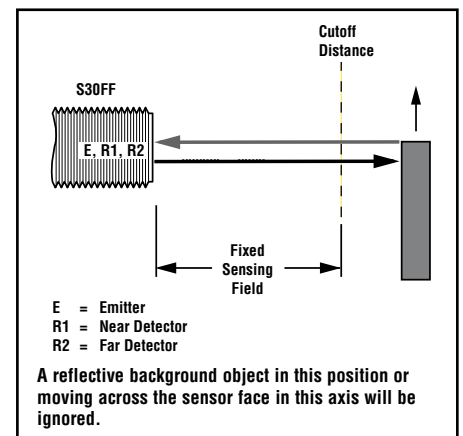 Cutoff
Distance
S30FF
E, R1, R2
Fixed
Sensing
Field
E = Emitter
R1 = Near Detector
R2 = Far Detector
A reflective background object in this position or
moving across the sensor face in this axis will be
ignored.